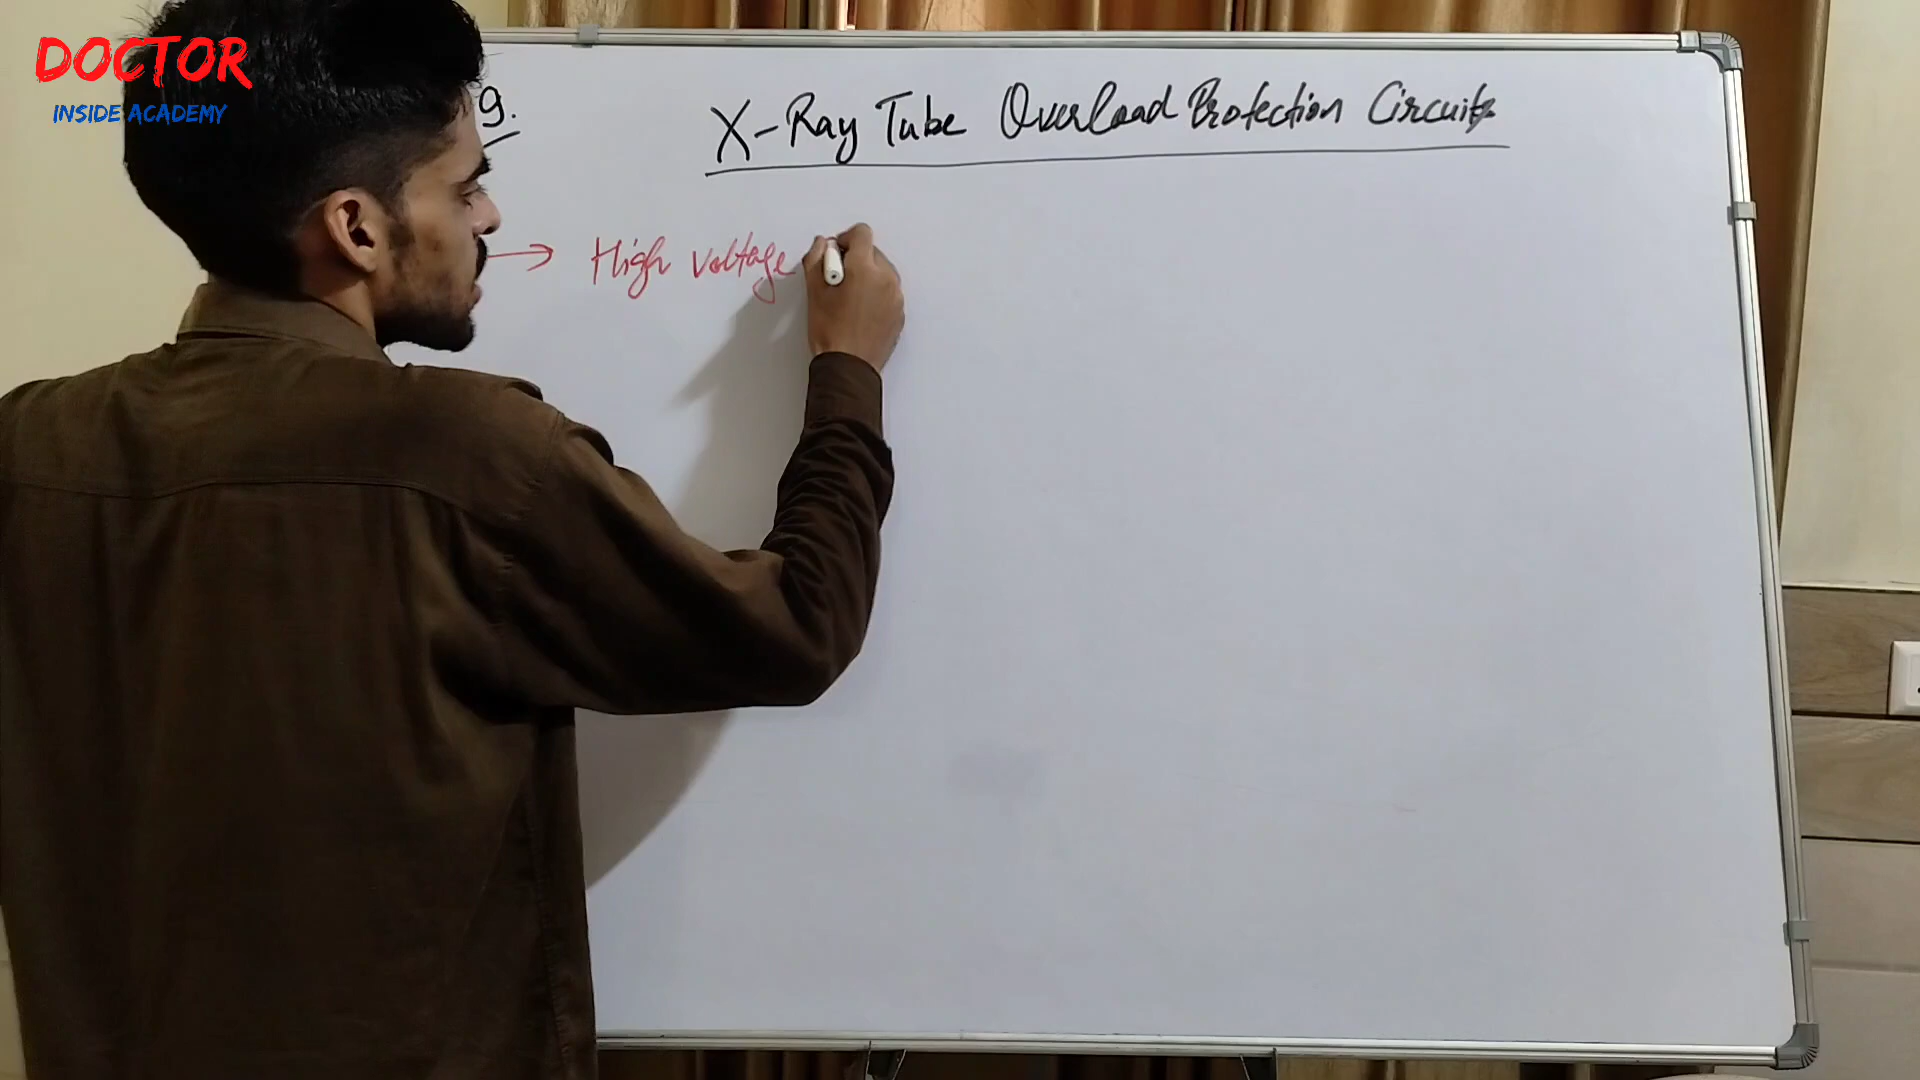 DOCTOR
INSIDE ACADEMY
9.
X-Ray Tube Overload Protection Circuits
→ High voltage